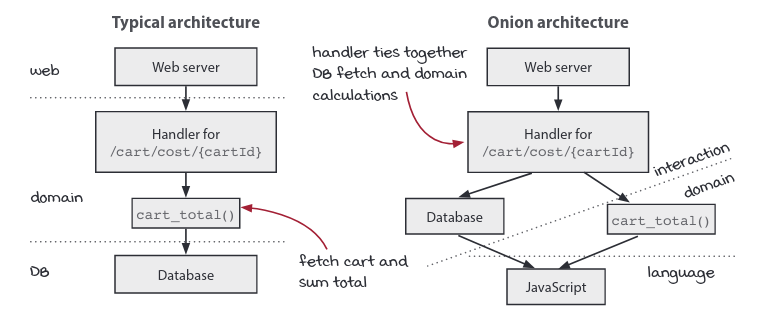 Typical architecture
web
Web server
Handler for
/cart/cost/{cartId}
domain
cart_total()
fetch cart and
sum total
DB
Database
Onion architecture
handler ties together
DB fetch and domain
calculations
Web server
Handler for
/cart/cost/{cartId}
interaction
domain
Database
cart_total()
language
JavaScript